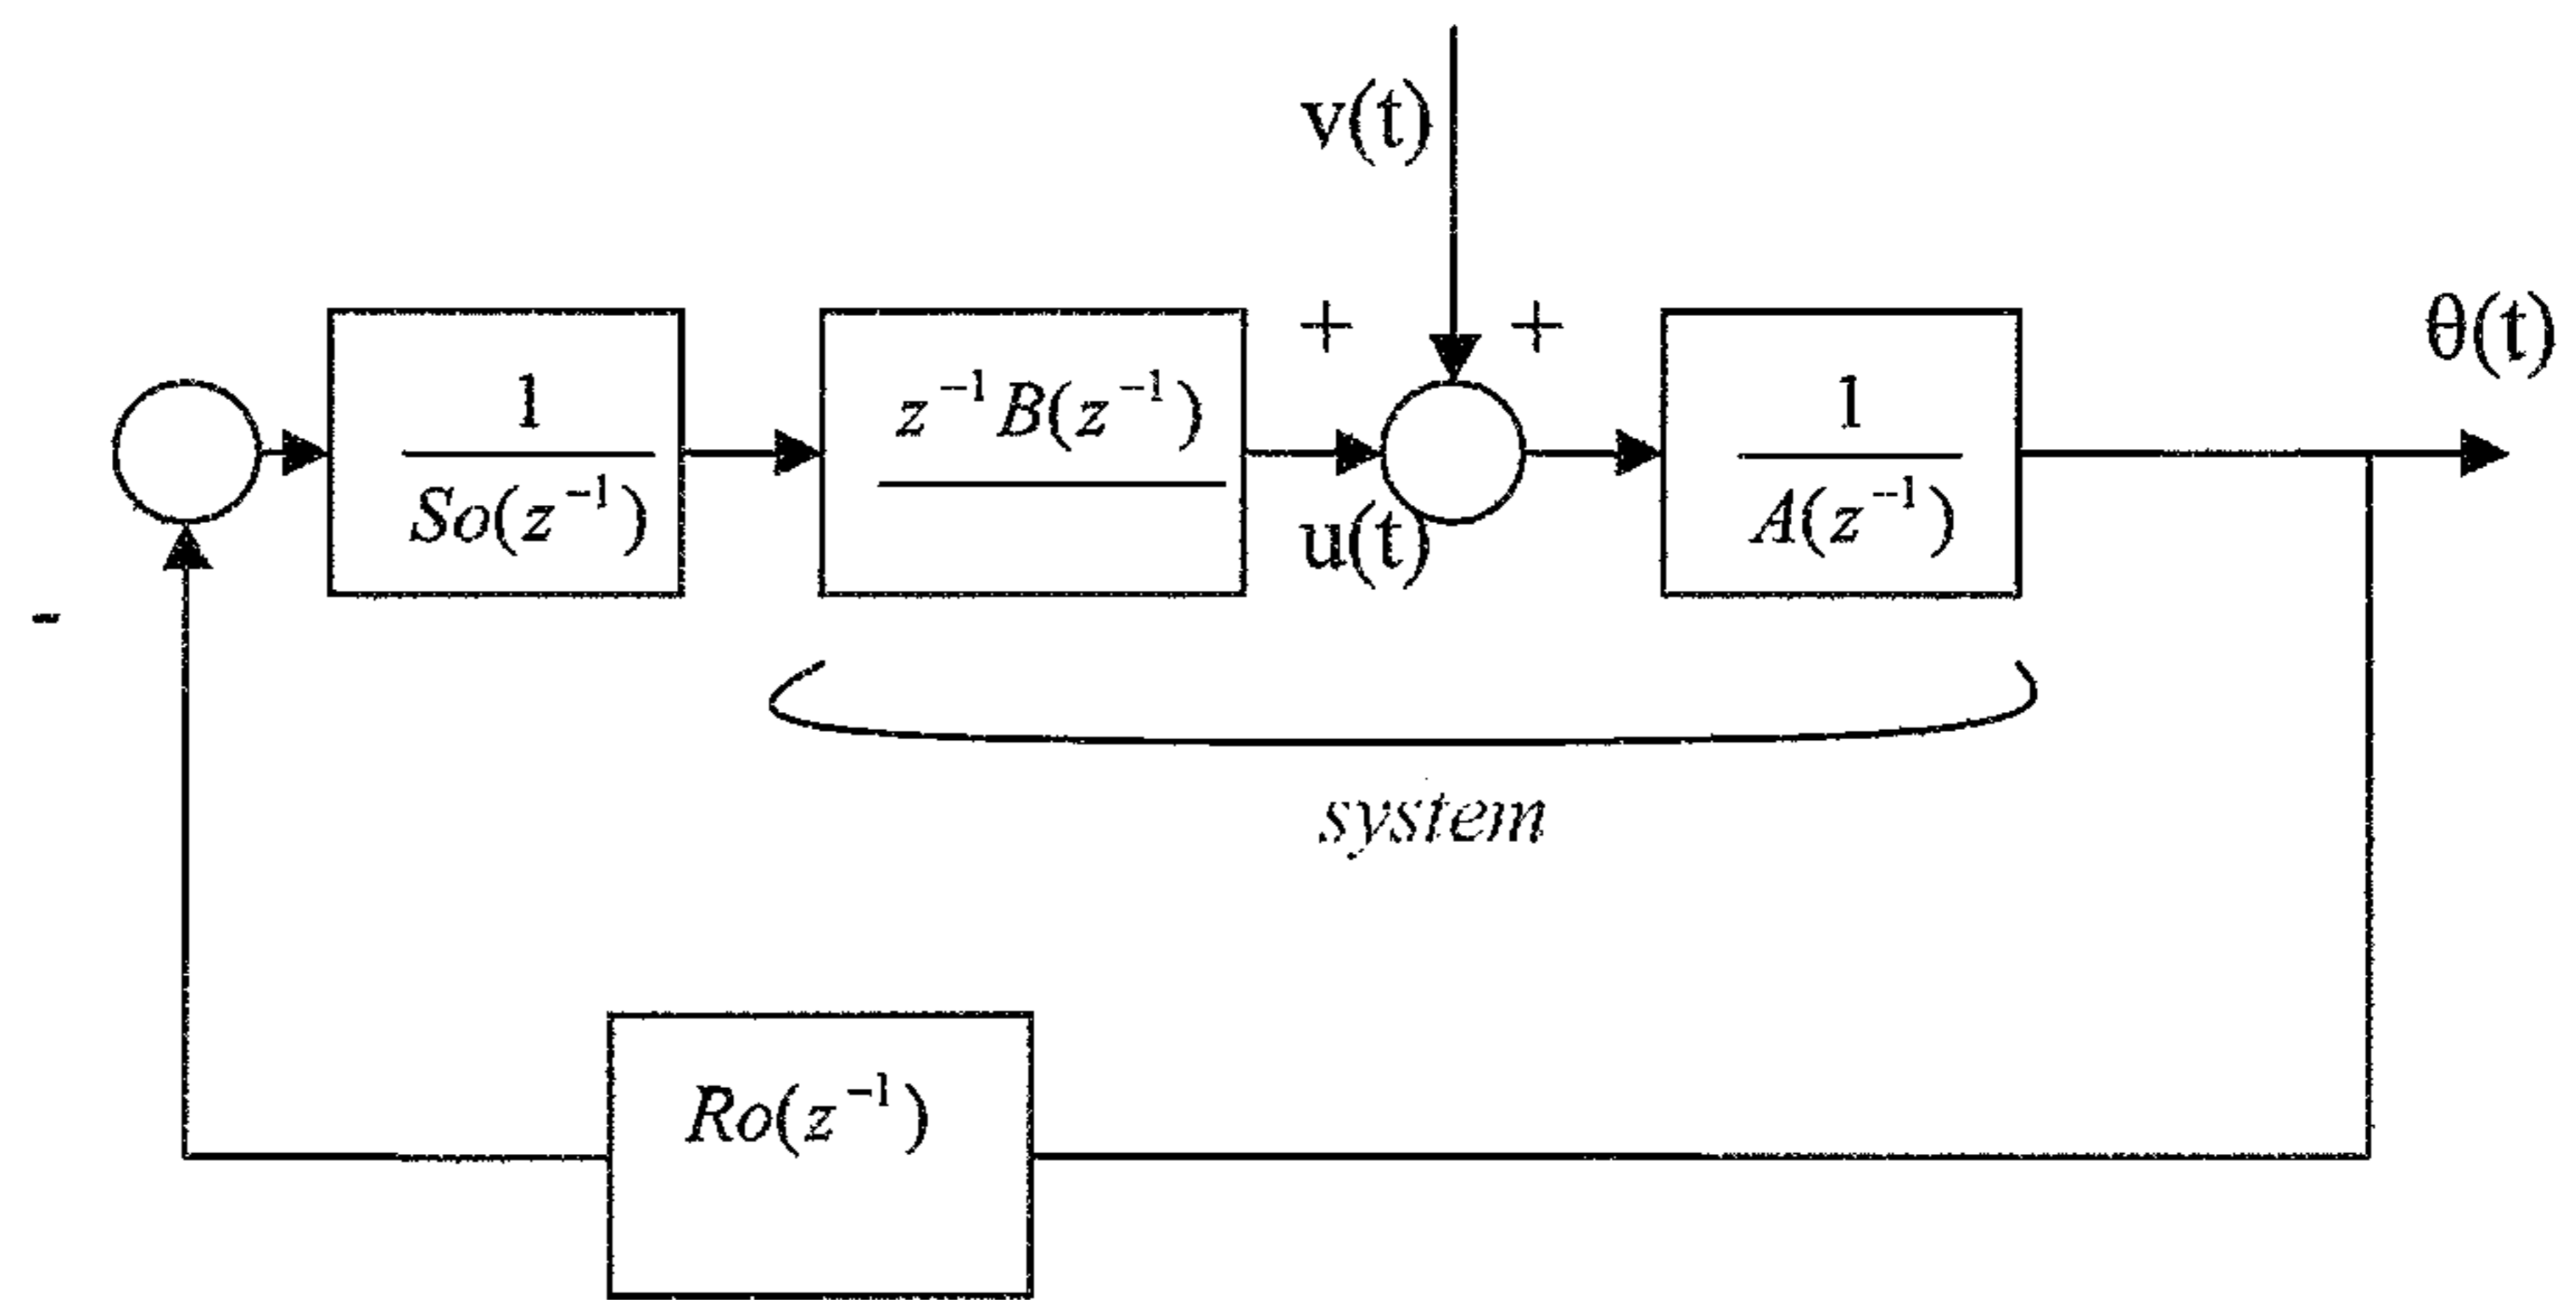 v(t)
+ +
θ(t)
1
So(z⁻¹)
z⁻¹B(z⁻¹)
u(t)
1
A(z⁻¹)
-
system
Ro(z⁻¹)